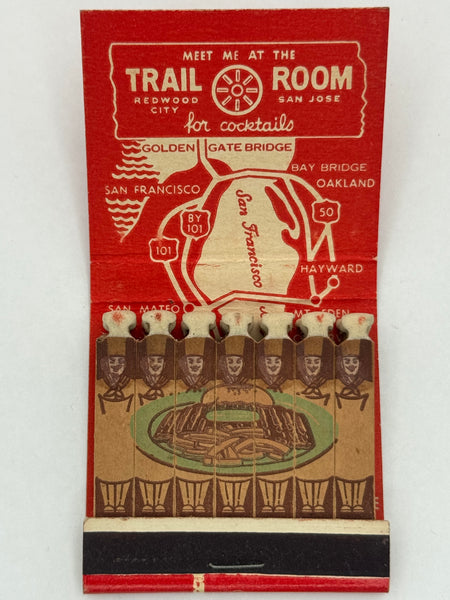 MEET ME AT THE
TRAIL ROOM
REDWOOD CITY SAN JOSE
for cocktails
GOLDEN GATE BRIDGE
BAY BRIDGE
SAN FRANCISCO
OAKLAND
BY 101
50
101
San Francisco
HAYWARD
SAN MATEO